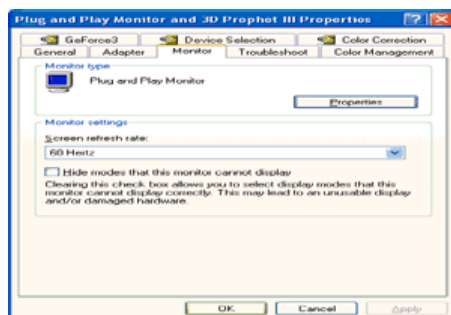 Plug and Play Monitor and 3D Prophet III Properties
GeForce3 Device Selection Color Correction
General Adapter Monitor Troubleshoot Color Management
Monitor type
Plug and Play Monitor
Properties
Monitor settings
Screen refresh rate:
60 Hertz
Hide modes that this monitor cannot display
Clearing this check box allows you to select display modes that this
monitor cannot display correctly. This may lead to an unusable display
and/or damaged hardware.
OK Cancel Apply